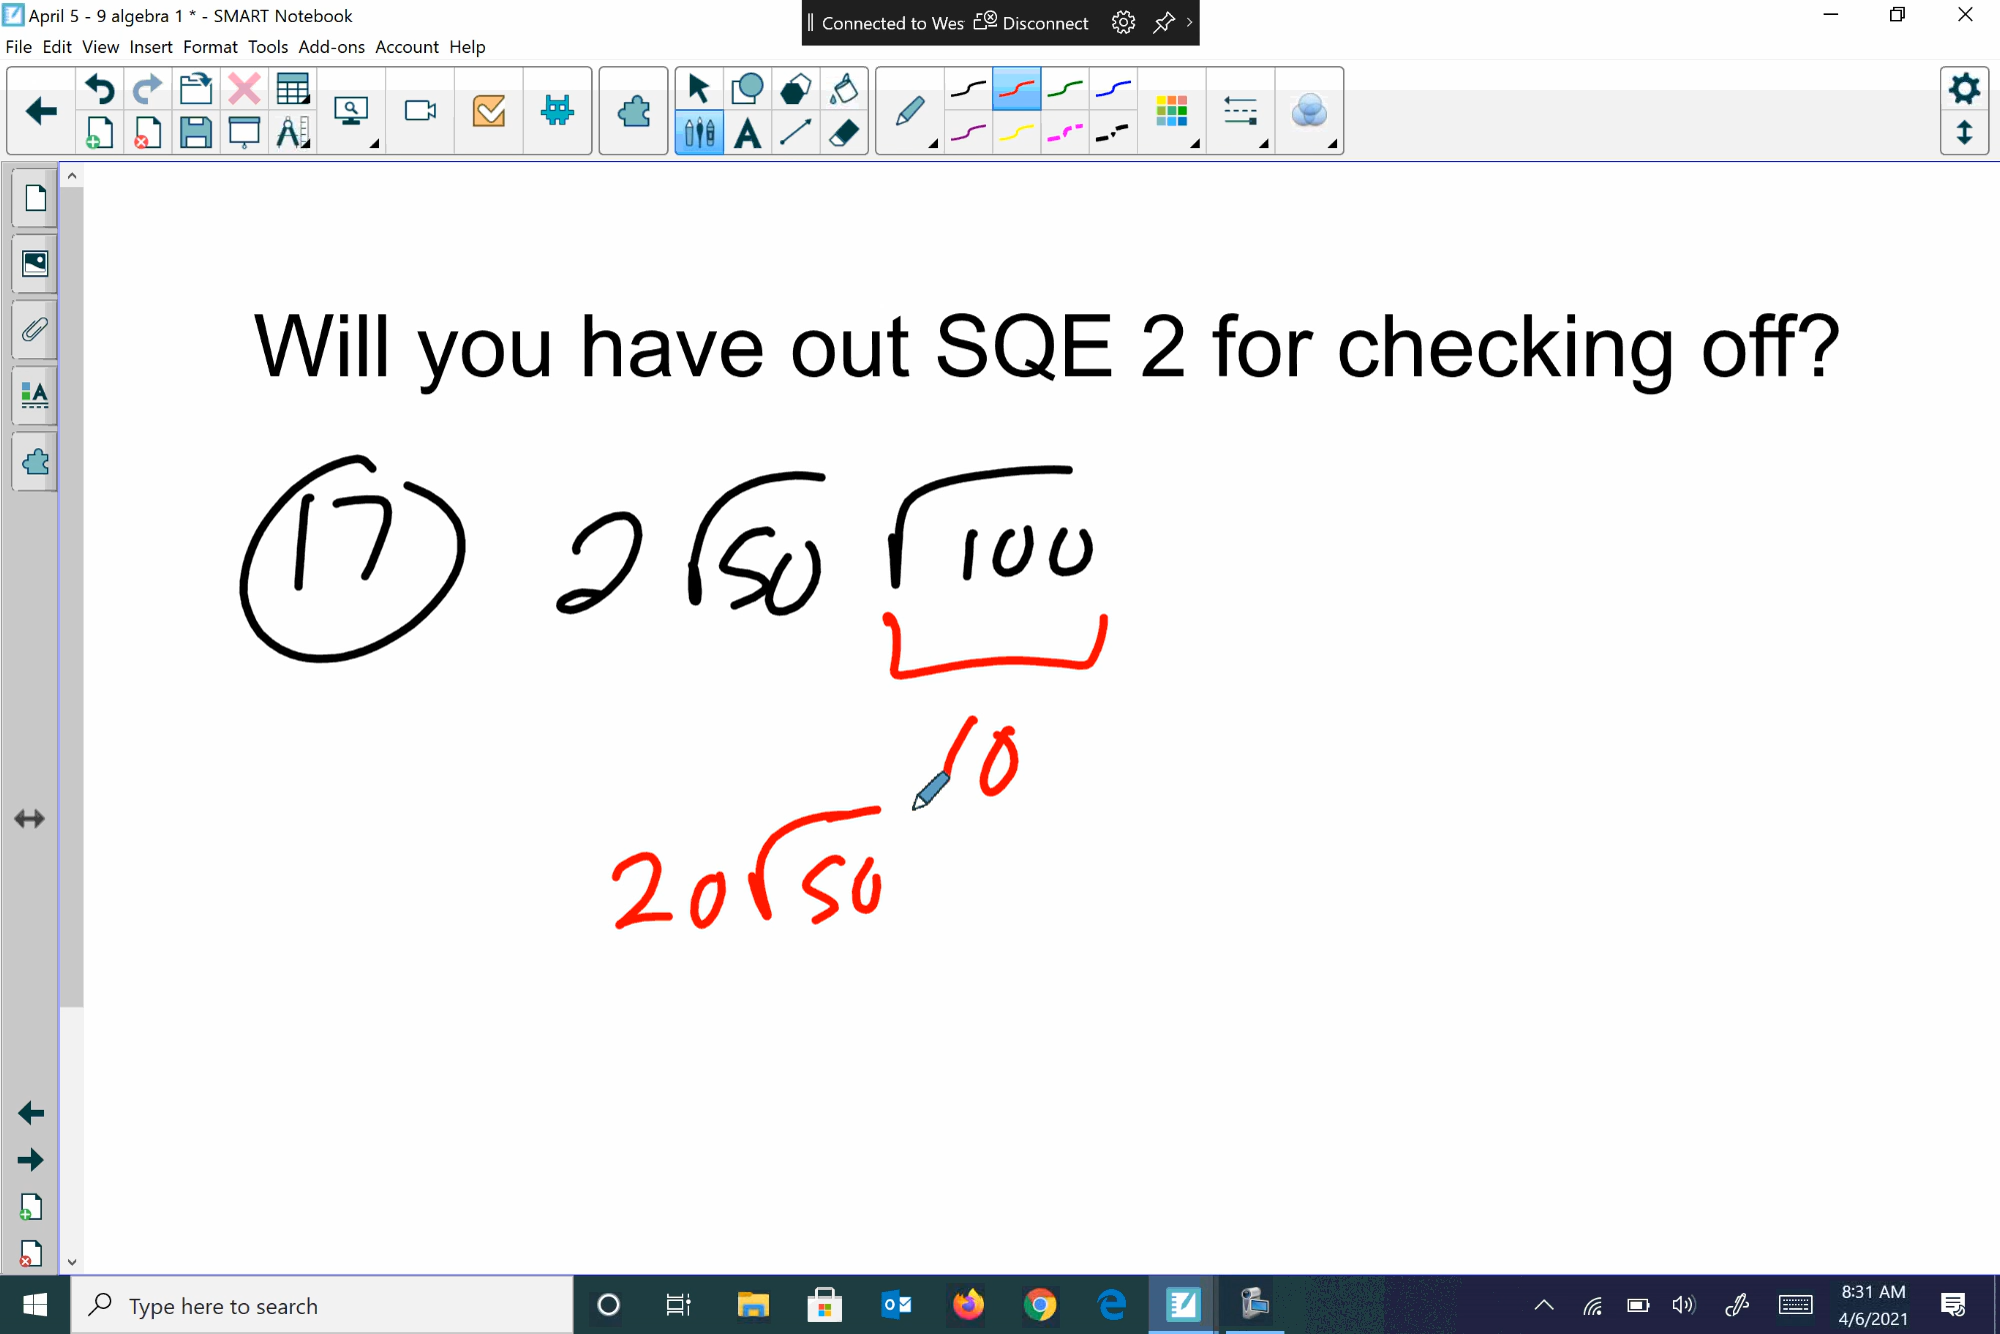 April 5 - 9 algebra 1 * - SMART Notebook
Connected to Wes Disconnect
File Edit View Insert Format Tools Add-ons Account Help
Will you have out SQE 2 for checking off?
17 2√50 √100
10
20√50
Type here to search
8:31 AM
4/6/2021